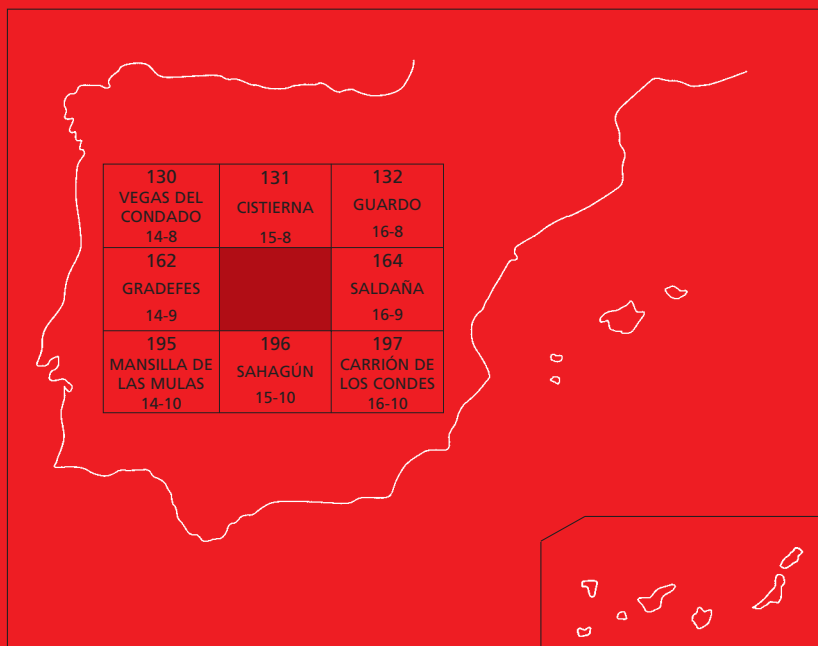 130
VEGAS DEL
CONDADO
14-8
131
CISTIERNA
15-8
132
GUARDO
16-8
162
GRADEFES
14-9
164
SALDAÑA
16-9
195
MANSILLA DE
LAS MULAS
14-10
196
SAHAGÚN
15-10
197
CARRIÓN DE
LOS CONDES
16-10